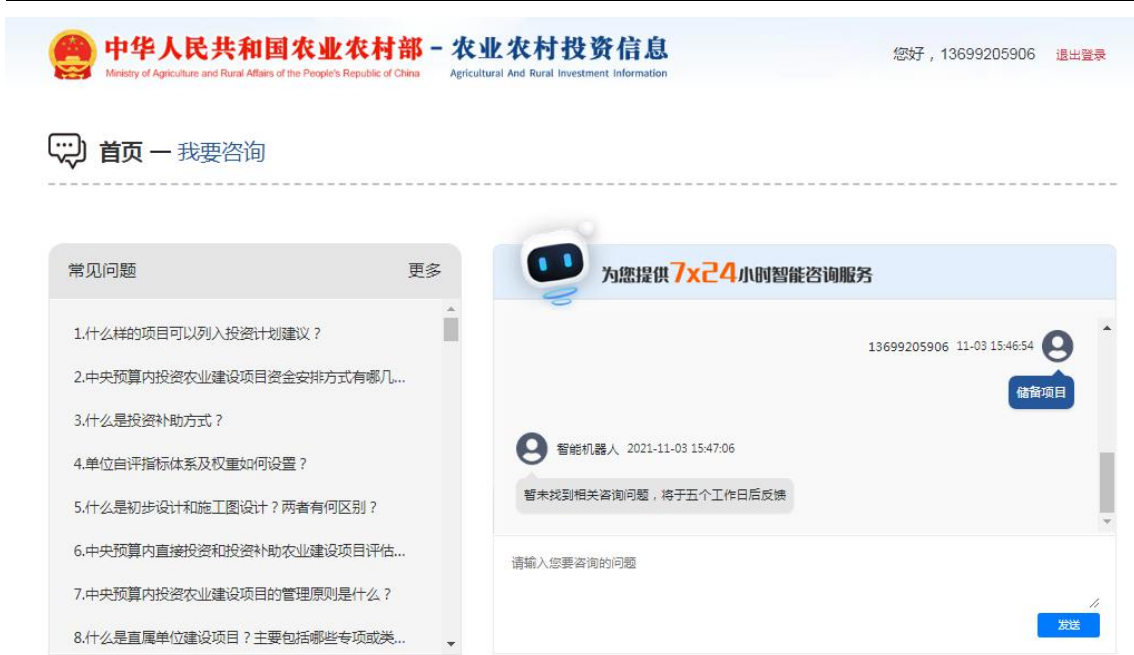 中华人民共和国农业农村部 - 农业农村投资信息
Ministry of Agriculture and Rural Affairs of the People's Republic of China Agricultural And Rural Investment Information
您好，13699205906 退出登录
首页 — 我要咨询
常见问题 更多
1.什么样的项目可以列入投资计划建议？
2.中央预算内投资农业建设项目资金安排方式有哪几...
3.什么是投资补助方式？
4.单位自评指标体系及权重如何设置？
5.什么是初步设计和施工图设计？两者有何区别？
6.中央预算内直接投资和投资补助农业建设项目评估...
7.中央预算内投资农业建设项目的管理原则是什么？
8.什么是直属单位建设项目？主要包括哪些专项或类...
为您提供7x24小时智能咨询服务
13699205906 11-03 15:46:54
储备项目
智能机器人 2021-11-03 15:47:06
暂未找到相关咨询问题，将于五个工作日后反馈
请输入您要咨询的问题
发送